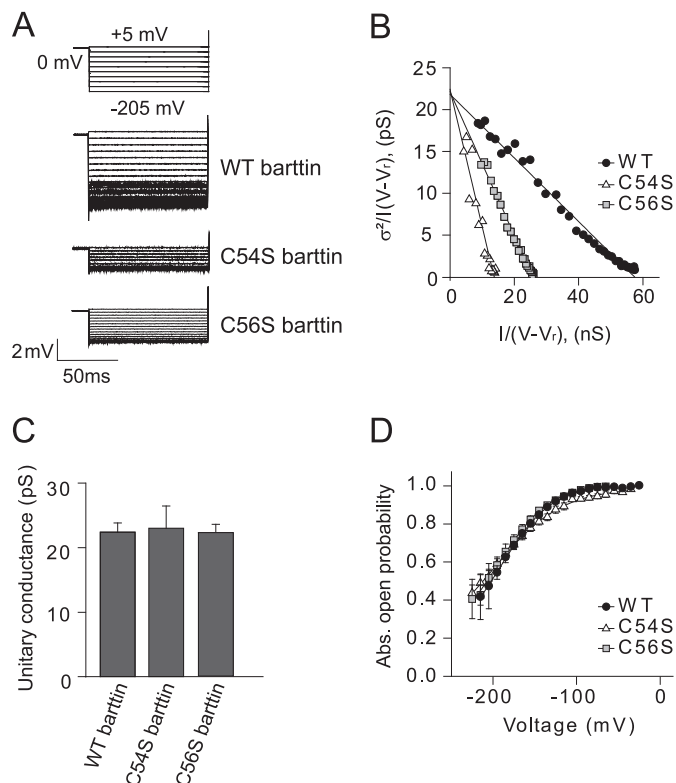 A
+5 mV
0 mV
-205 mV
WT barttin
C54S barttin
C56S barttin
2mV
50ms
B
25
20
15
10
5
0
0 20 40 60
σ²/I(V-Vr), (pS)
I/(V-Vr), (nS)
WT
C54S
C56S
C
30
20
10
0
Unitary conductance (pS)
WT barttin
C54S barttin
C56S barttin
D
1.0
0.8
0.6
0.4
0.2
0.0
-200 -100 0
Abs. open probability
Voltage (mV)
WT
C54S
C56S